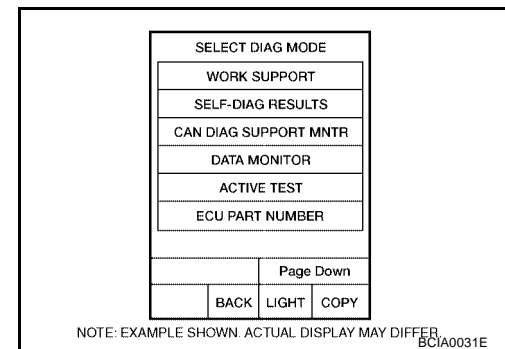 SELECT DIAG MODE
WORK SUPPORT
SELF-DIAG RESULTS
CAN DIAG SUPPORT MNTR
DATA MONITOR
ACTIVE TEST
ECU PART NUMBER
Page Down
BACK LIGHT COPY
NOTE: EXAMPLE SHOWN. ACTUAL DISPLAY MAY DIFFER.
BCIA0031E